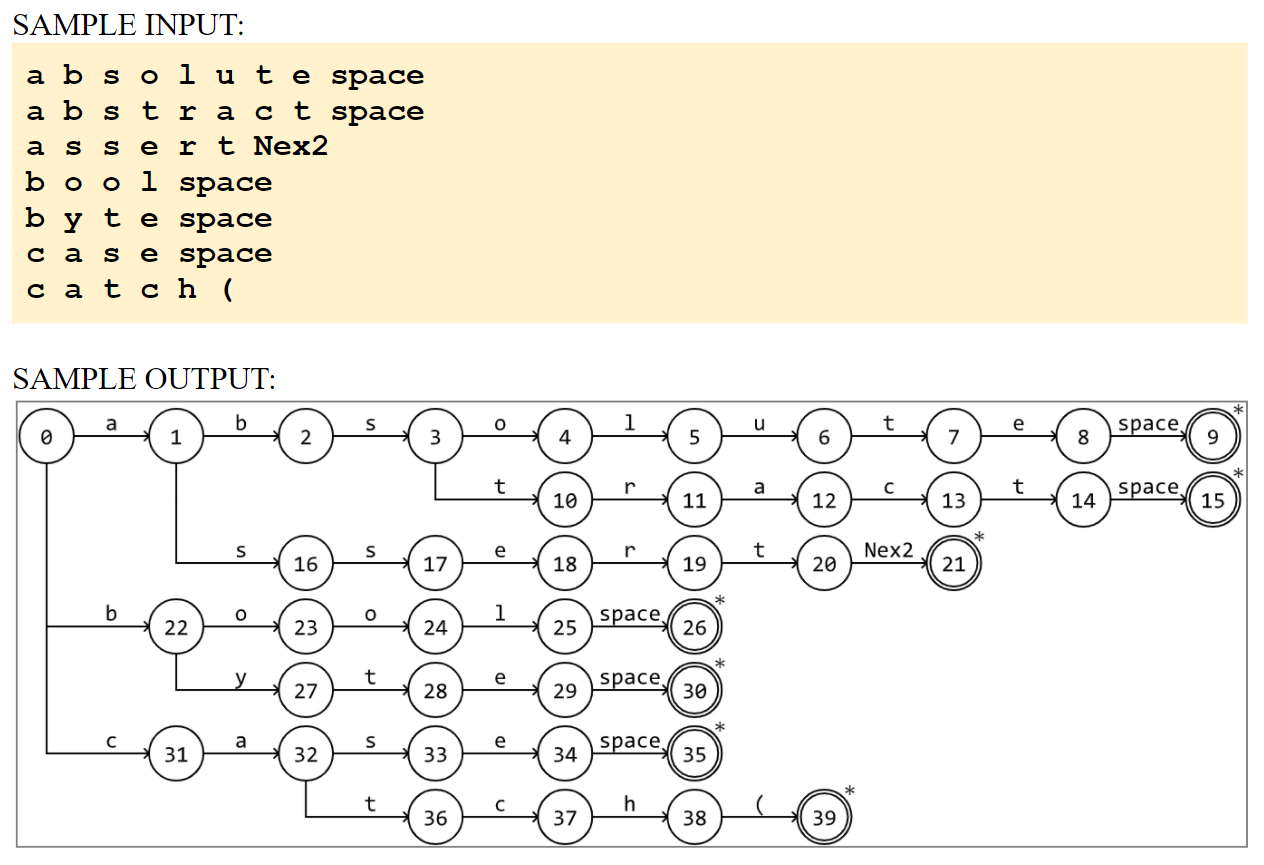 SAMPLE INPUT:
a b s o l u t e space
a b s t r a c t space
a s s e r t Nex2
b o o l space
b y t e space
c a s e space
c a t c h (
SAMPLE OUTPUT:
0 a 1 b 2 s 3 o 4 l 5 u 6 t 7 e 8 space 9 *
t 10 r 11 a 12 c 13 t 14 space 15 *
s 16 s 17 e 18 r 19 t 20 Nex2 21 *
b 22 o 23 o 24 l 25 space 26 *
y 27 t 28 e 29 space 30 *
c 31 a 32 s 33 e 34 space 35 *
t 36 c 37 h 38 ( 39 *